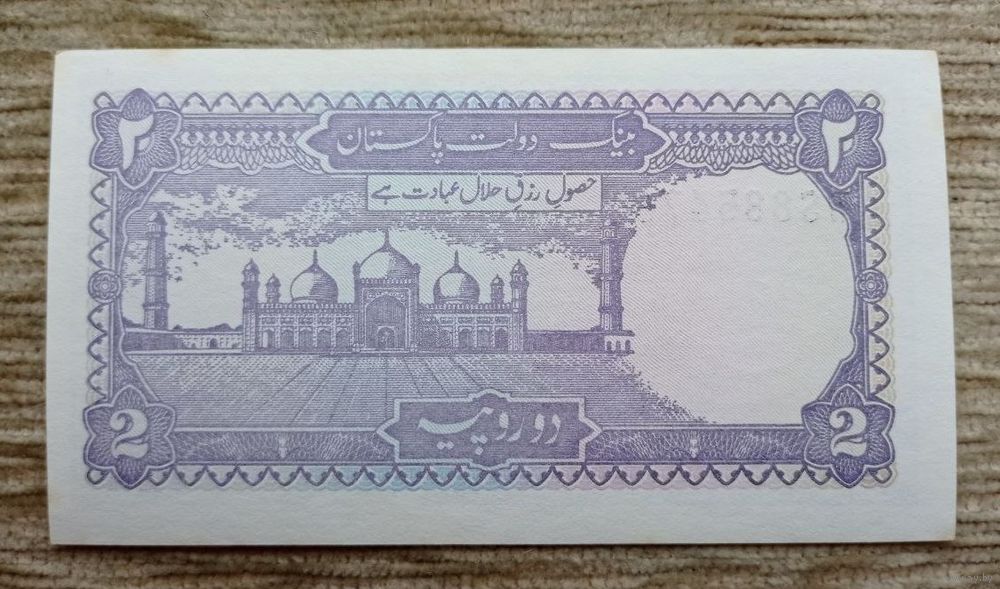 ۲ بینک دولت پاکستان ۲
حصولِ رزقِ حلال عبادت ہے
دو روپیہ
2 2